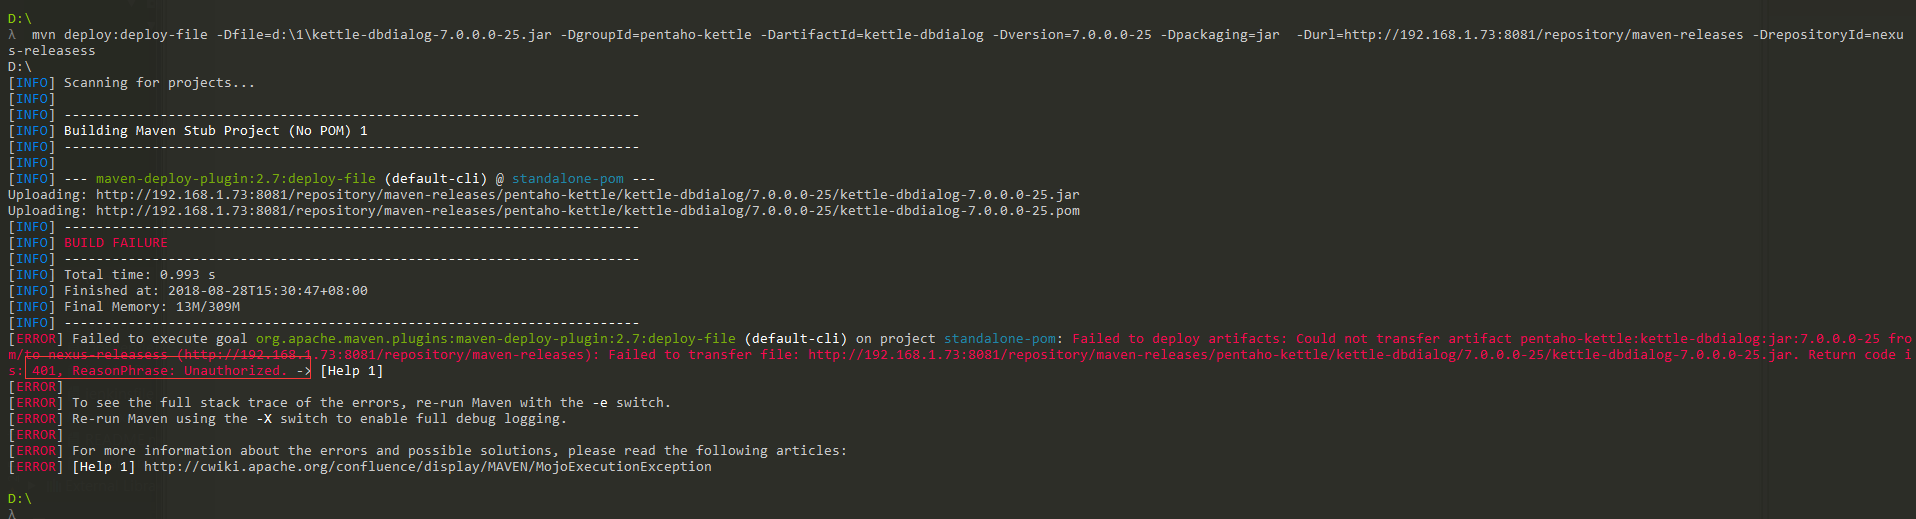 D:\
λ  mvn deploy:deploy-file -Dfile=d:\1\kettle-dbdialog-7.0.0.0-25.jar -DgroupId=pentaho-kettle -DartifactId=kettle-dbdialog -Dversion=7.0.0.0-25 -Dpackaging=jar  -Durl=http://192.168.1.73:8081/repository/maven-releases -DrepositoryId=nexu
s-releasess
D:\
[INFO] Scanning for projects...
[INFO]
[INFO] ------------------------------------------------------------------------
[INFO] Building Maven Stub Project (No POM) 1
[INFO] ------------------------------------------------------------------------
[INFO]
[INFO] --- maven-deploy-plugin:2.7:deploy-file (default-cli) @ standalone-pom ---
Uploading: http://192.168.1.73:8081/repository/maven-releases/pentaho-kettle/kettle-dbdialog/7.0.0.0-25/kettle-dbdialog-7.0.0.0-25.jar
Uploading: http://192.168.1.73:8081/repository/maven-releases/pentaho-kettle/kettle-dbdialog/7.0.0.0-25/kettle-dbdialog-7.0.0.0-25.pom
[INFO] ------------------------------------------------------------------------
[INFO] BUILD FAILURE
[INFO] ------------------------------------------------------------------------
[INFO] Total time: 0.993 s
[INFO] Finished at: 2018-08-28T15:30:47+08:00
[INFO] Final Memory: 13M/309M
[INFO] ------------------------------------------------------------------------
[ERROR] Failed to execute goal org.apache.maven.plugins:maven-deploy-plugin:2.7:deploy-file (default-cli) on project standalone-pom: Failed to deploy artifacts: Could not transfer artifact pentaho-kettle:kettle-dbdialog:jar:7.0.0.0-25 fro
m/to nexus-releasess (http://192.168.1.73:8081/repository/maven-releases): Failed to transfer file: http://192.168.1.73:8081/repository/maven-releases/pentaho-kettle/kettle-dbdialog/7.0.0.0-25/kettle-dbdialog-7.0.0.0-25.jar. Return code i
s: 401, ReasonPhrase: Unauthorized. -> [Help 1]
[ERROR]
[ERROR] To see the full stack trace of the errors, re-run Maven with the -e switch.
[ERROR] Re-run Maven using the -X switch to enable full debug logging.
[ERROR]
[ERROR] For more information about the errors and possible solutions, please read the following articles:
[ERROR] [Help 1] http://cwiki.apache.org/confluence/display/MAVEN/MojoExecutionException
D:\
λ